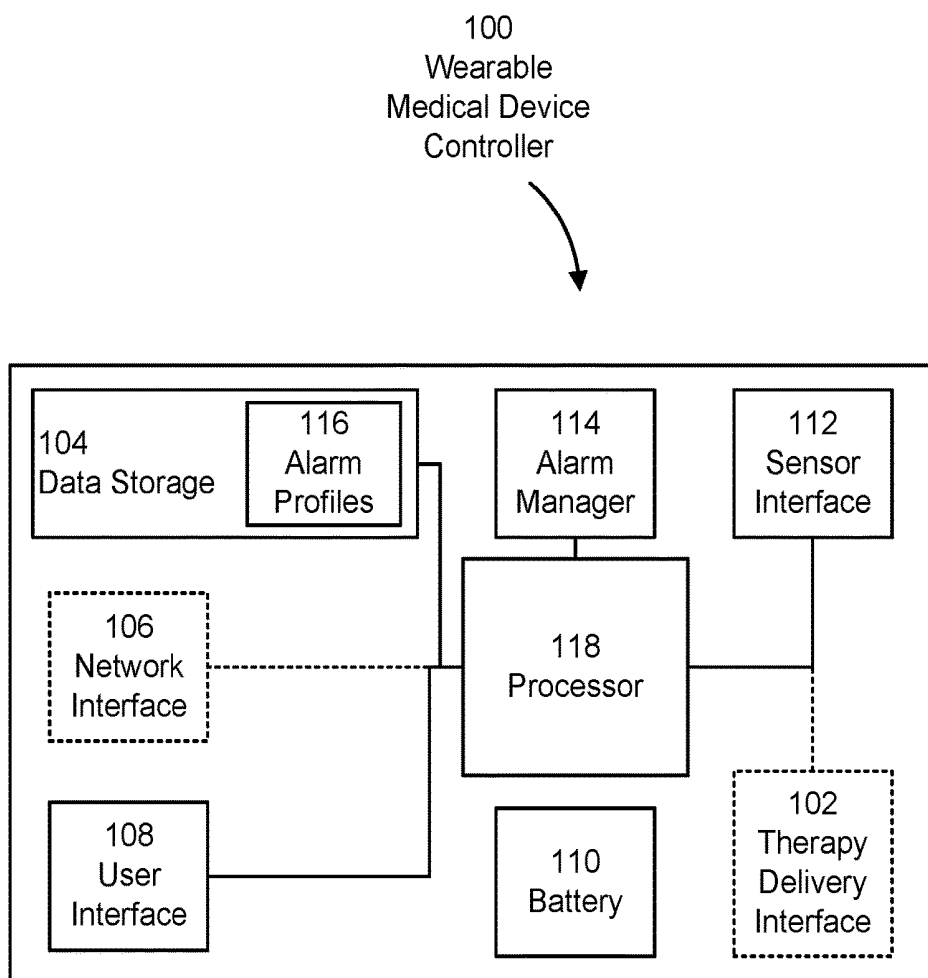 100
Wearable
Medical Device
Controller
104
Data Storage
116
Alarm
Profiles
114
Alarm
Manager
112
Sensor
Interface
106
Network
Interface
118
Processor
108
User
Interface
110
Battery
102
Therapy
Delivery
Interface